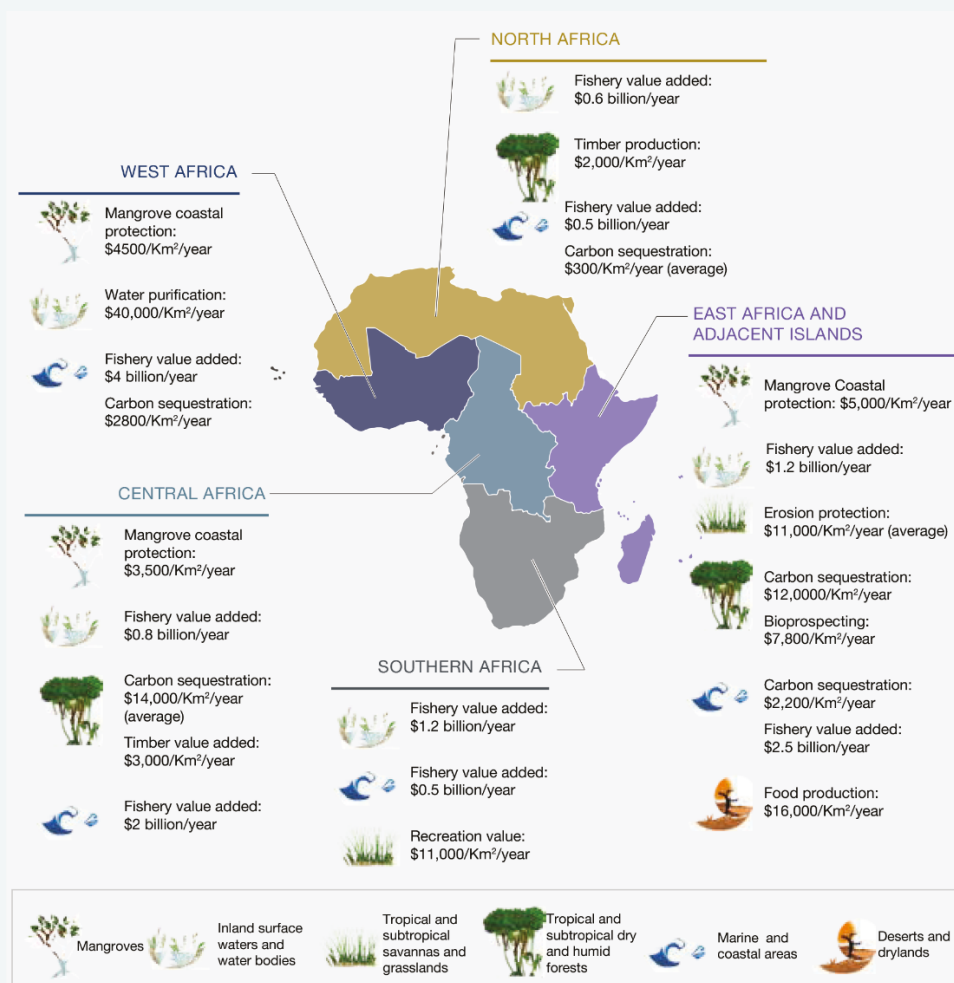 NORTH AFRICA
Fishery value added:
$0.6 billion/year
Timber production:
$2,000/Km²/year
Fishery value added:
$0.5 billion/year
Carbon sequestration:
$300/Km²/year (average)
WEST AFRICA
Mangrove coastal
protection:
$4500/Km²/year
Water purification:
$40,000/Km²/year
Fishery value added:
$4 billion/year
Carbon sequestration:
$2800/Km²/year
EAST AFRICA AND
ADJACENT ISLANDS
Mangrove Coastal
protection: $5,000/Km²/year
Fishery value added:
$1.2 billion/year
Erosion protection:
$11,000/Km²/year (average)
Carbon sequestration:
$12,0000/Km²/year
Bioprospecting:
$7,800/Km²/year
Carbon sequestration:
$2,200/Km²/year
Fishery value added:
$2.5 billion/year
Food production:
$16,000/Km²/year
CENTRAL AFRICA
Mangrove coastal
protection:
$3,500/Km²/year
Fishery value added:
$0.8 billion/year
Carbon sequestration:
$14,000/Km²/year
(average)
Timber value added:
$3,000/Km²/year
Fishery value added:
$2 billion/year
SOUTHERN AFRICA
Fishery value added:
$1.2 billion/year
Fishery value added:
$0.5 billion/year
Recreation value:
$11,000/Km²/year
Mangroves
Inland surface
waters and
water bodies
Tropical and
subtropical
savannas and
grasslands
Tropical and
subtropical dry
and humid
forests
Marine and
coastal areas
Deserts and
drylands